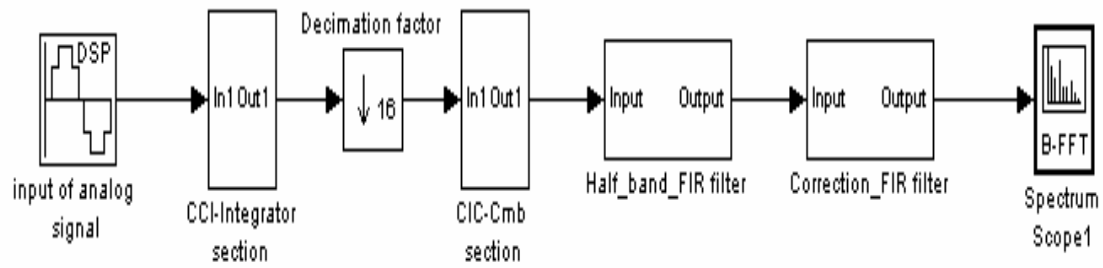 Decimation factor
DSP
In1 Out1
16
In1 Out1
Input Output
Input Output
B-FFT
input of analog
signal
CCI-Integrator
section
CIC-Cmb
section
Half_band_FIR filter
Correction_FIR filter
Spectrum
Scope1